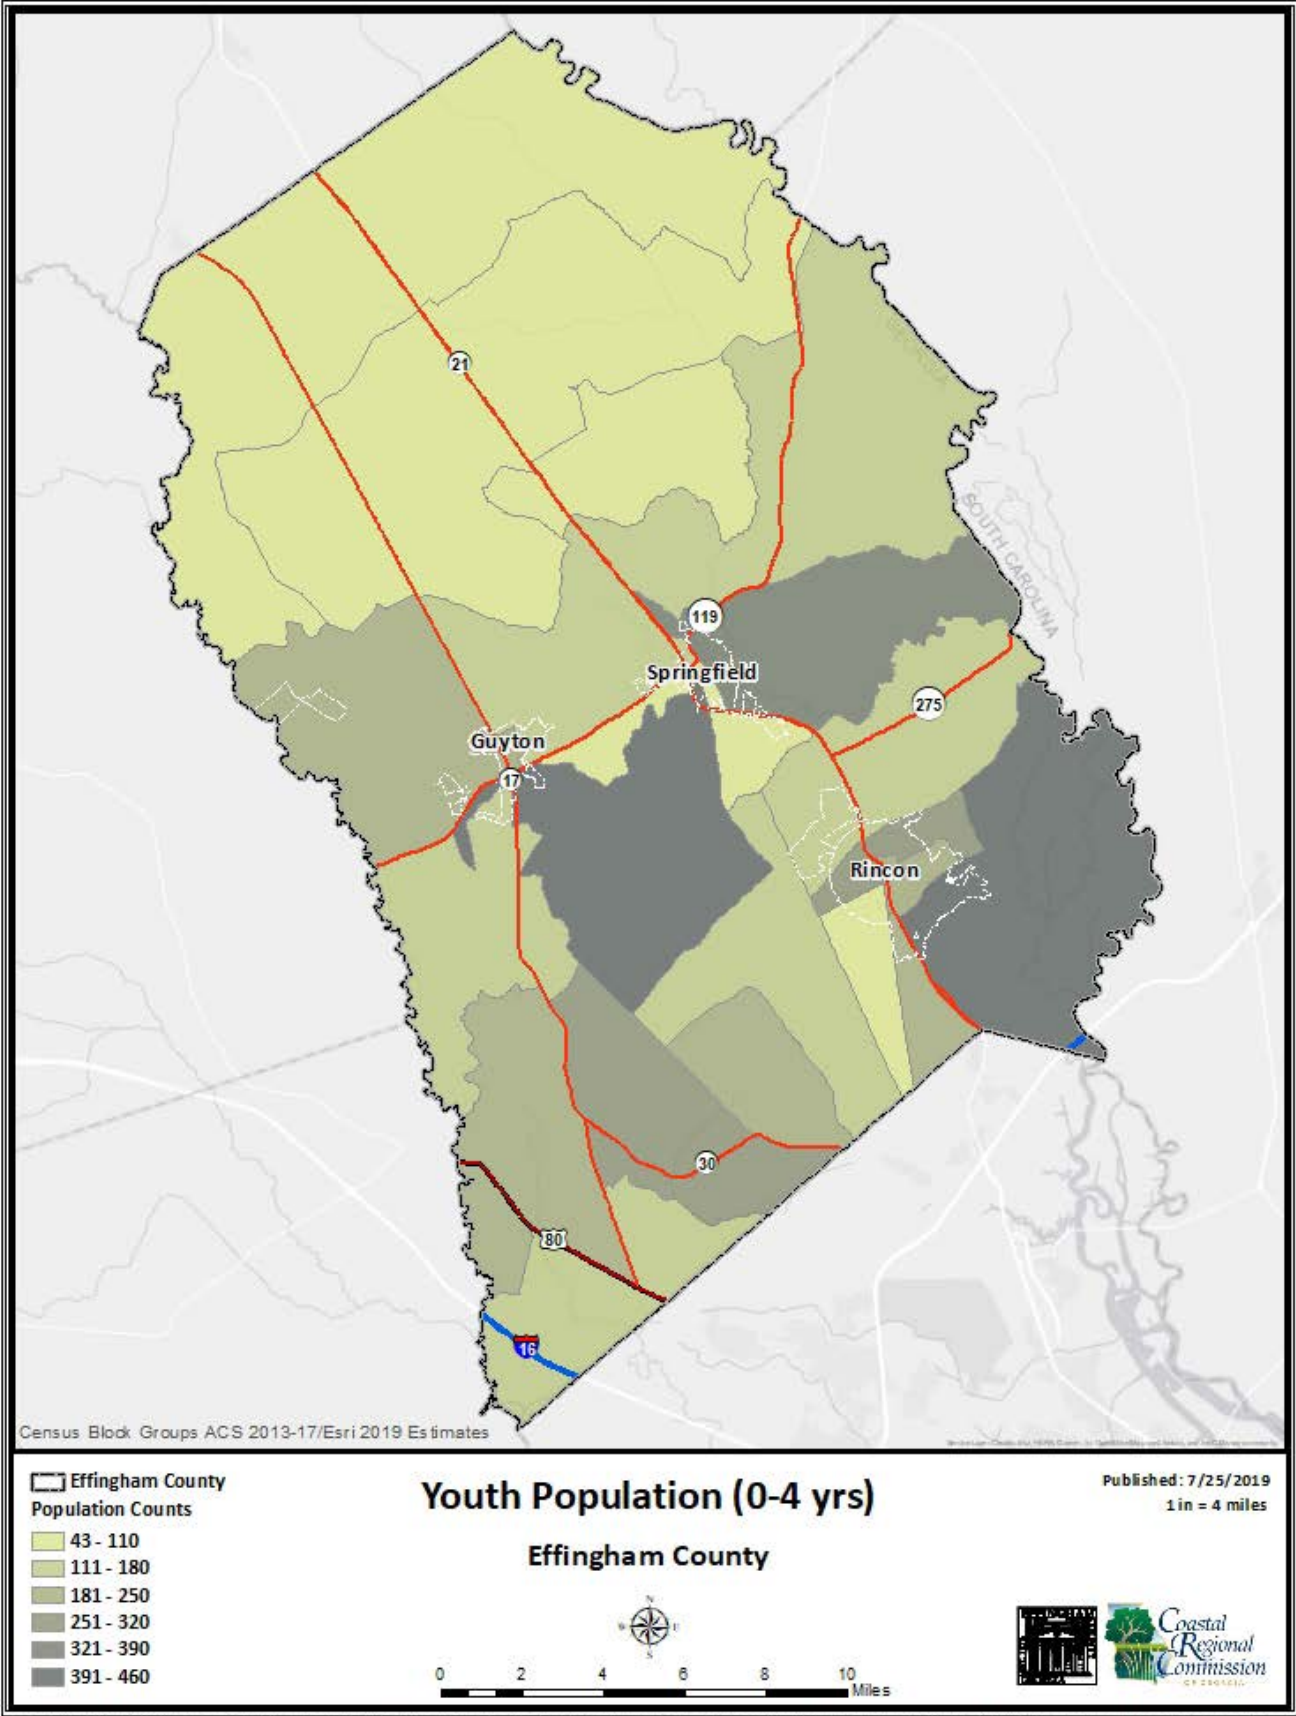 GEORGIA
SOUTH CAROLINA
21
119
Springfield
275
Guyton
17
Rincon
30
80
16
Census Block Groups ACS 2013-17/Esri 2019 Estimates
Effingham County
Population Counts
43 - 110
111 - 180
181 - 250
251 - 320
321 - 390
391 - 460
Youth Population (0-4 yrs)
Effingham County
N
W E
S
0 2 4 6 8 10
Miles
Published: 7/25/2019
1 in = 4 miles
Coastal
Regional
Commission
OF GEORGIA